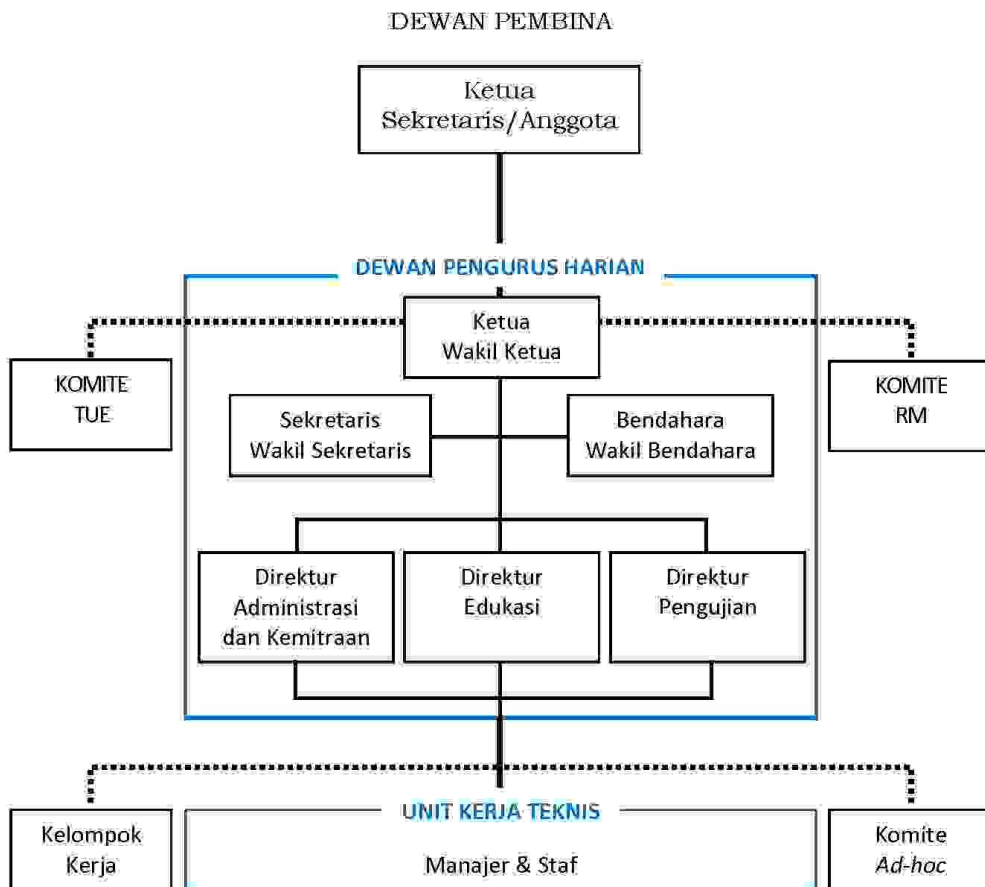 DEWAN PEMBINA
Ketua
Sekretaris/Anggota
DEWAN PENGURUS HARIAN
Ketua
Wakil Ketua
KOMITE
TUE
KOMITE
RM
Sekretaris
Wakil Sekretaris
Bendahara
Wakil Bendahara
Direktur
Administrasi
dan Kemitraan
Direktur
Edukasi
Direktur
Pengujian
Kelompok
Kerja
UNIT KERJA TEKNIS
Manajer & Staf
Komite
Ad-hoc